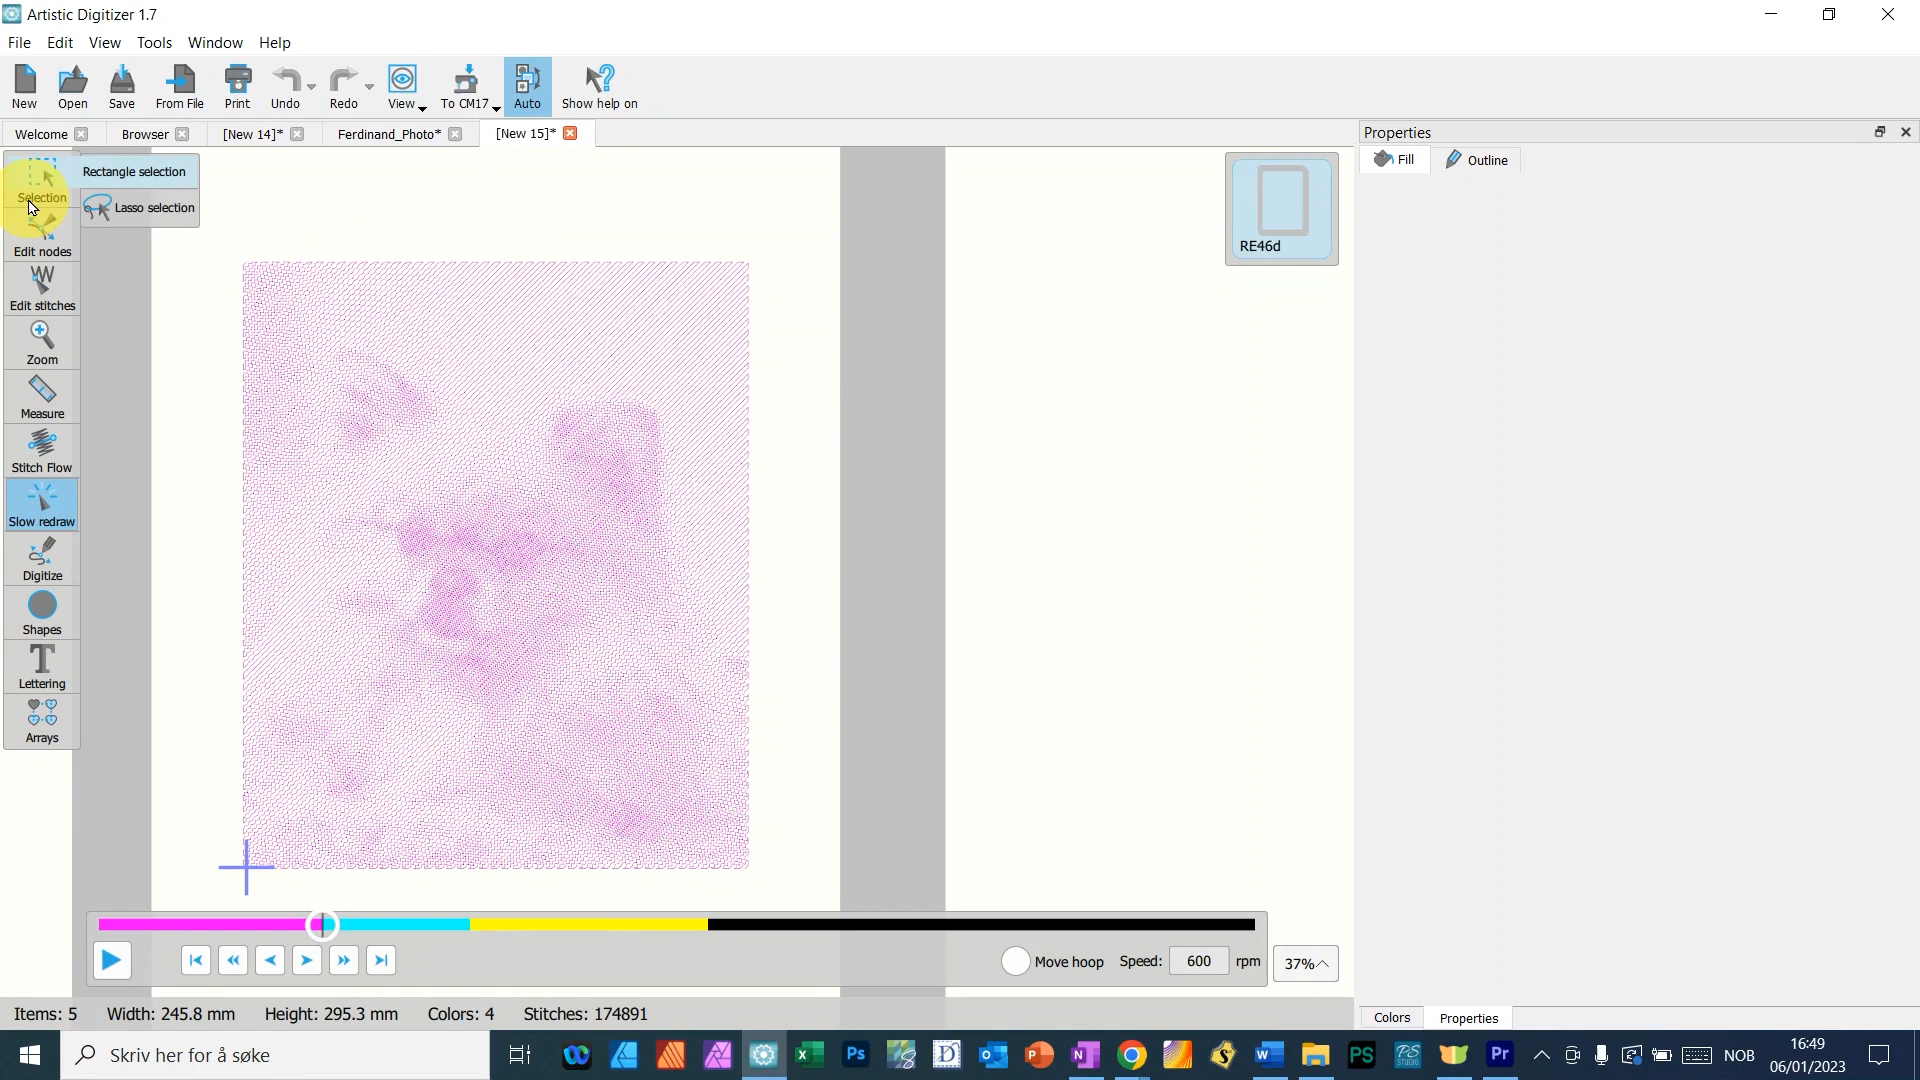 Artistic Digitizer 1.7
File Edit View Tools Window Help
New Open Save From File Print Undo Redo View To CM17 Auto Show help on
Welcome Browser [New 14]* Ferdinand_Photo* [New 15]*
Properties
Fill Outline
Selection
Rectangle selection
Lasso selection
Edit nodes
Edit stitches
Zoom
Measure
Stitch Flow
Slow redraw
Digitize
Shapes
Lettering
Arrays
RE46d
Move hoop Speed: 600 rpm 37%
Items: 5 Width: 245.8 mm Height: 295.3 mm Colors: 4 Stitches: 174891
Colors Properties
Skriv her for å søke
NOB
16:49
06/01/2023